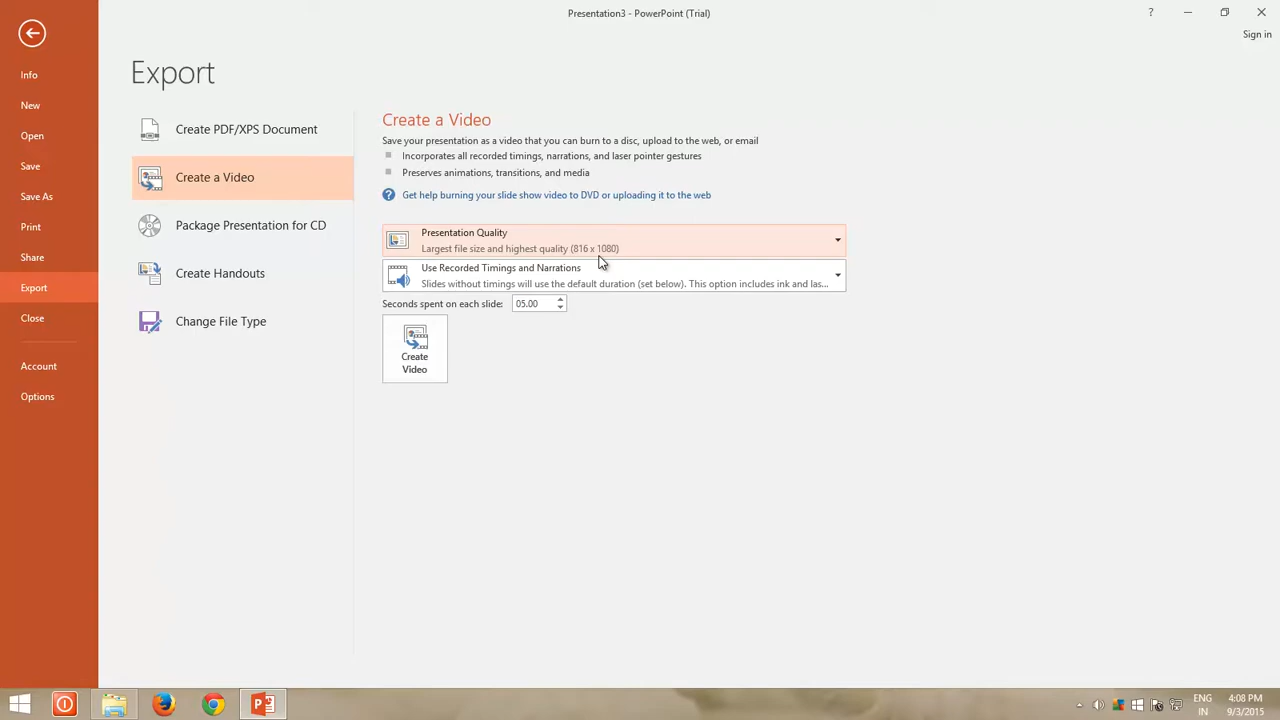 Presentation3 - PowerPoint (Trial)
?
Sign in
Info
New
Open
Save
Save As
Print
Share
Export
Close
Account
Options
Export
Create PDF/XPS Document
Create a Video
Package Presentation for CD
Create Handouts
Change File Type
Create a Video
Save your presentation as a video that you can burn to a disc, upload to the web, or email
Incorporates all recorded timings, narrations, and laser pointer gestures
Preserves animations, transitions, and media
? Get help burning your slide show video to DVD or uploading it to the web
Presentation Quality
Largest file size and highest quality (816 x 1080)
Use Recorded Timings and Narrations
Slides without timings will use the default duration (set below). This option includes ink and las...
Seconds spent on each slide: 05.00
Create
Video
ENG
IN
4:08 PM
9/3/2015